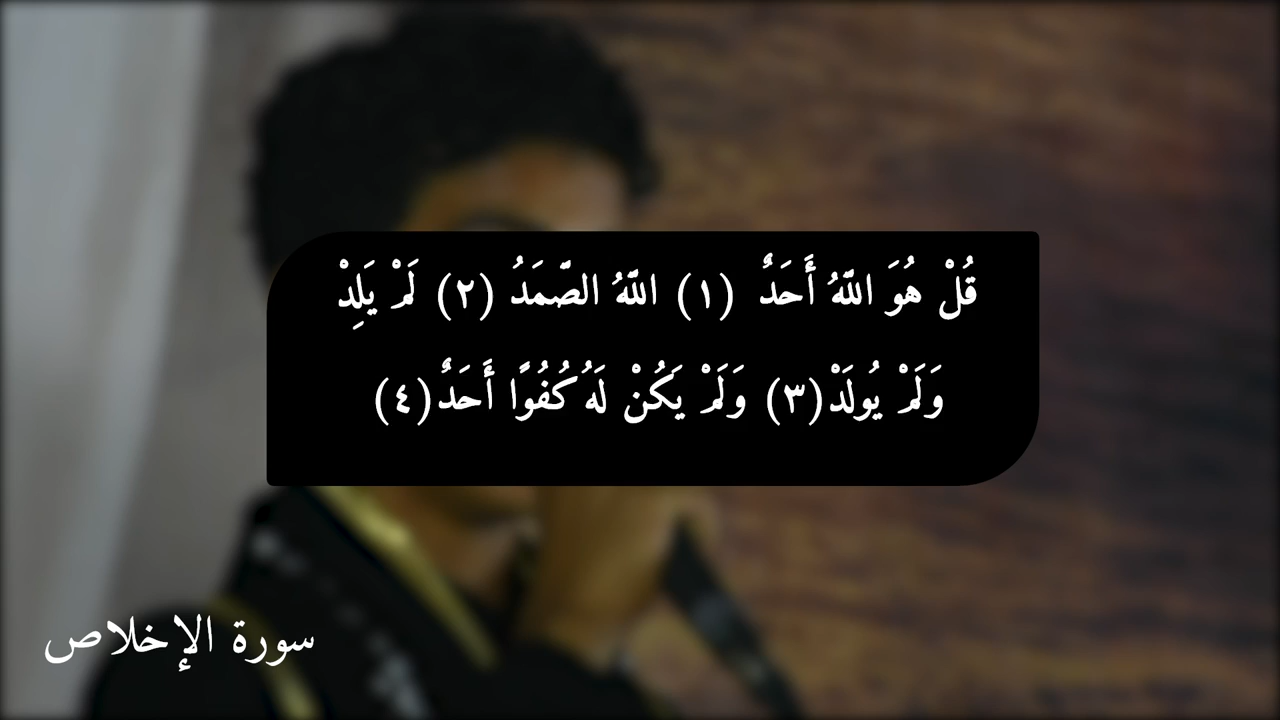 قُلْ هُوَ اللَّهُ أَحَدٌ (١) اللَّهُ الصَّمَدُ (٢) لَمْ يَلِدْ
وَلَمْ يُولَدْ (٣) وَلَمْ يَكُنْ لَهُ كُفُوًا أَحَدٌ (٤)
سورة الإخلاص